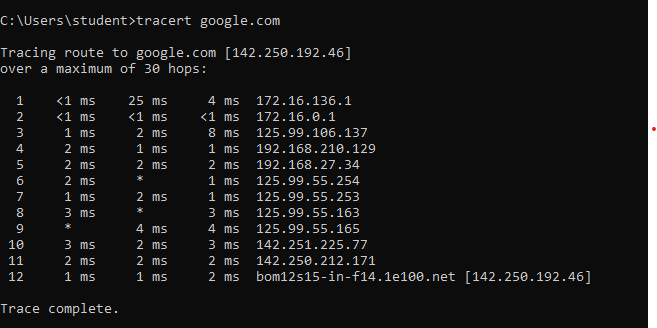 C:\Users\student>tracert google.com
Tracing route to google.com [142.250.192.46]
over a maximum of 30 hops:
1 <1 ms 25 ms 4 ms 172.16.136.1
2 <1 ms <1 ms <1 ms 172.16.0.1
3 1 ms 2 ms 8 ms 125.99.106.137
4 2 ms 1 ms 1 ms 192.168.210.129
5 2 ms 2 ms 2 ms 192.168.27.34
6 2 ms * 1 ms 125.99.55.254
7 1 ms 2 ms 1 ms 125.99.55.253
8 3 ms * 3 ms 125.99.55.163
9 * 4 ms 4 ms 125.99.55.165
10 3 ms 2 ms 3 ms 142.251.225.77
11 2 ms 2 ms 2 ms 142.250.212.171
12 1 ms 1 ms 2 ms bom12s15-in-f14.1e100.net [142.250.192.46]
Trace complete.